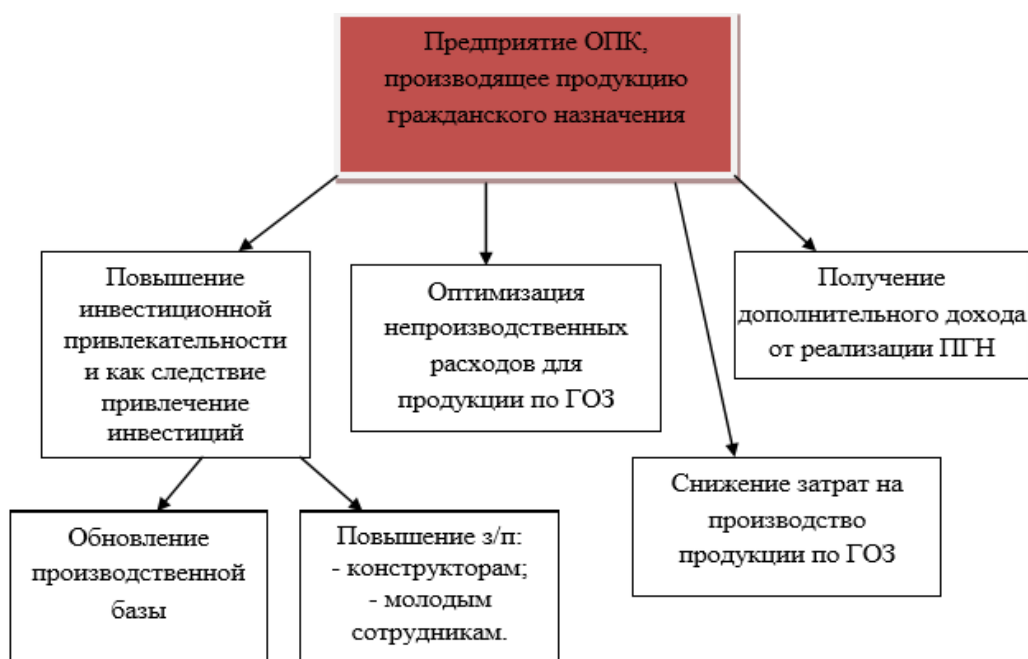 Предприятие ОПК,
производящее продукцию
гражданского назначения
Повышение
инвестиционной
привлекательности
и как следствие
привлечение
инвестиций
Оптимизация
непроизводственных
расходов для
продукции по ГОЗ
Получение
дополнительного дохода
от реализации ПГН
Снижение затрат на
производство
продукции по ГОЗ
Обновление
производственной
базы
Повышение з/п:
- конструкторам;
- молодым
сотрудникам.